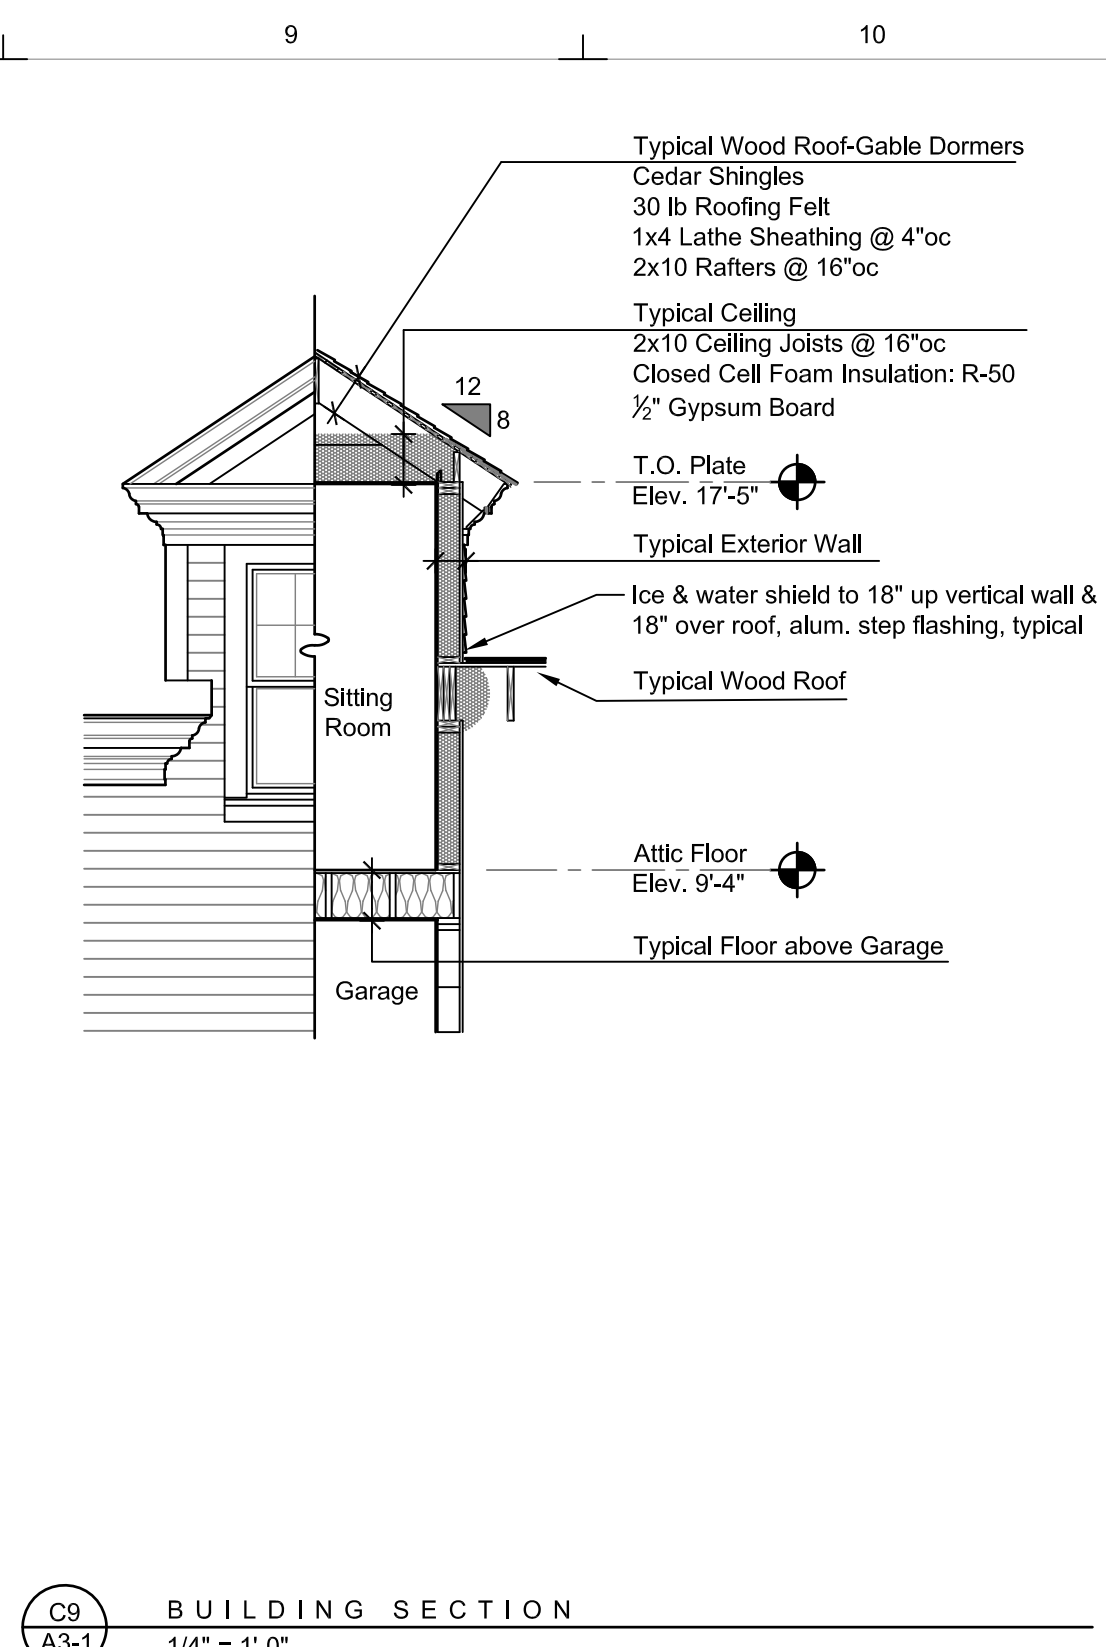 9
10
Typical Wood Roof-Gable Dormers
Cedar Shingles
30 lb Roofing Felt
1x4 Lathe Sheathing @ 4"oc
2x10 Rafters @ 16"oc
Typical Ceiling
2x10 Ceiling Joists @ 16"oc
Closed Cell Foam Insulation: R-50
½" Gypsum Board
12
8
T.O. Plate
Elev. 17'-5"
Typical Exterior Wall
Ice & water shield to 18" up vertical wall &
18" over roof, alum. step flashing, typical
Typical Wood Roof
Sitting
Room
Attic Floor
Elev. 9'-4"
Typical Floor above Garage
Garage
C9
A3-1
BUILDING SECTION
1/4" = 1'-0"